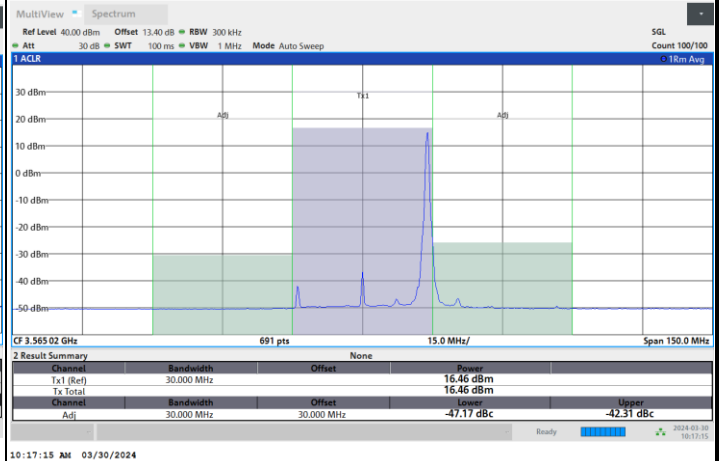 MultiView Spectrum
Ref Level 40.00 dBm Offset 13.40 dB RBW 300 kHz SGL
Att 30 dB SWT 100 ms VBW 1 MHz Mode Auto Sweep Count 100/100
1 ACLR 1Rm Avg
30 dBm
Tx1
20 dBm Adj Adj
10 dBm
0 dBm
-10 dBm
-20 dBm
-30 dBm
-40 dBm
-50 dBm
CF 3.56502 GHz 691 pts 15.0 MHz/ Span 150.0 MHz
2 Result Summary None
Channel Bandwidth Offset Power
Tx1 (Ref) 30.000 MHz 16.46 dBm
Tx Total 16.46 dBm
Channel Bandwidth Offset Lower Upper
Adj 30.000 MHz 30.000 MHz -47.17 dBc -42.31 dBc
Ready 2024-03-30
10:17:15
10:17:15 AM 03/30/2024